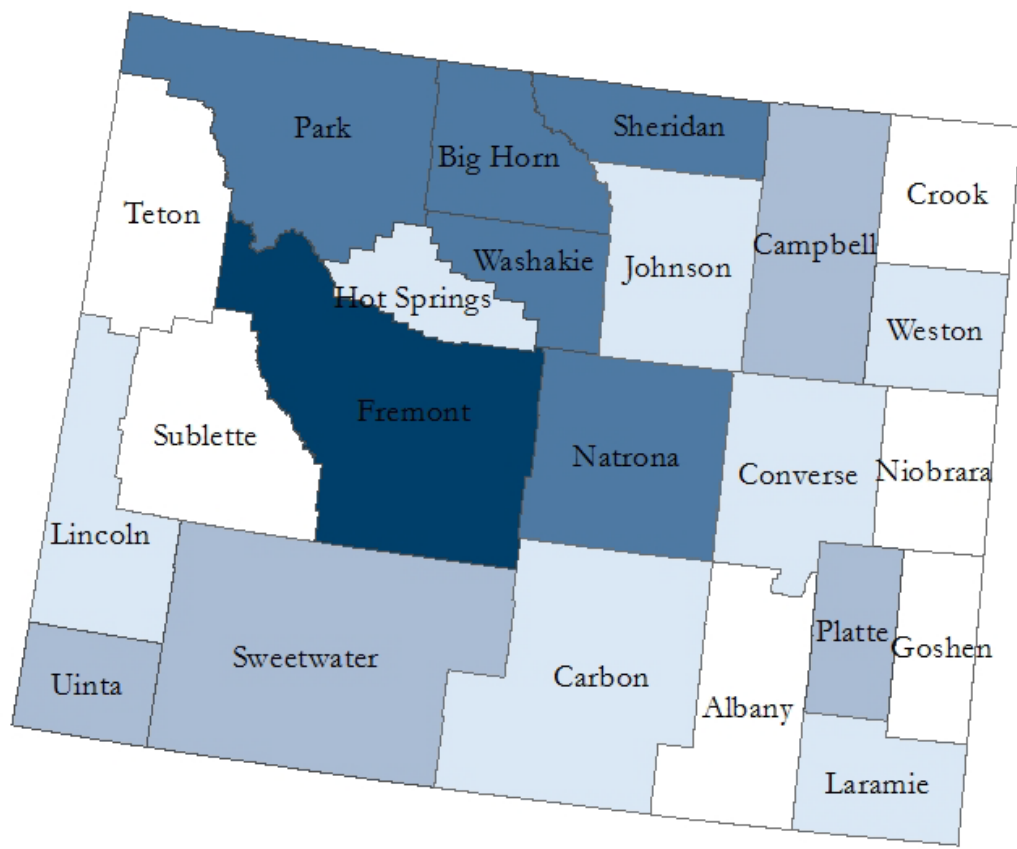 Park
Sheridan
Big Horn
Crook
Teton
Campbell
Washakie
Johnson
Hot Springs
Weston
Fremont
Sublette
Natrona
Converse
Niobrara
Lincoln
Platte
Goshen
Sweetwater
Carbon
Uinta
Albany
Laramie